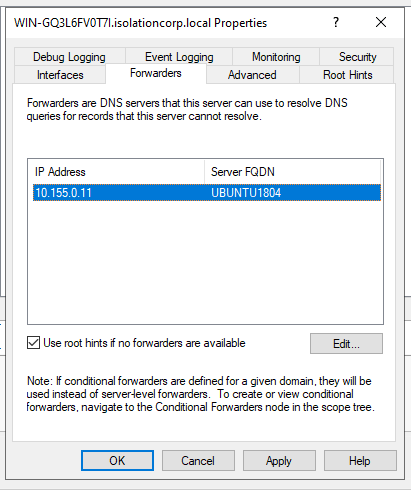 WIN-GQ3L6FV0T7I.isolationcorp.local Properties
Debug Logging Event Logging Monitoring Security
Interfaces Forwarders Advanced Root Hints
Forwarders are DNS servers that this server can use to resolve DNS
queries for records that this server cannot resolve.
IP Address Server FQDN
10.155.0.11 UBUNTU1804
Use root hints if no forwarders are available Edit...
Note: If conditional forwarders are defined for a given domain, they will be
used instead of server-level forwarders. To create or view conditional
forwarders, navigate to the Conditional Forwarders node in the scope tree.
OK Cancel Apply Help